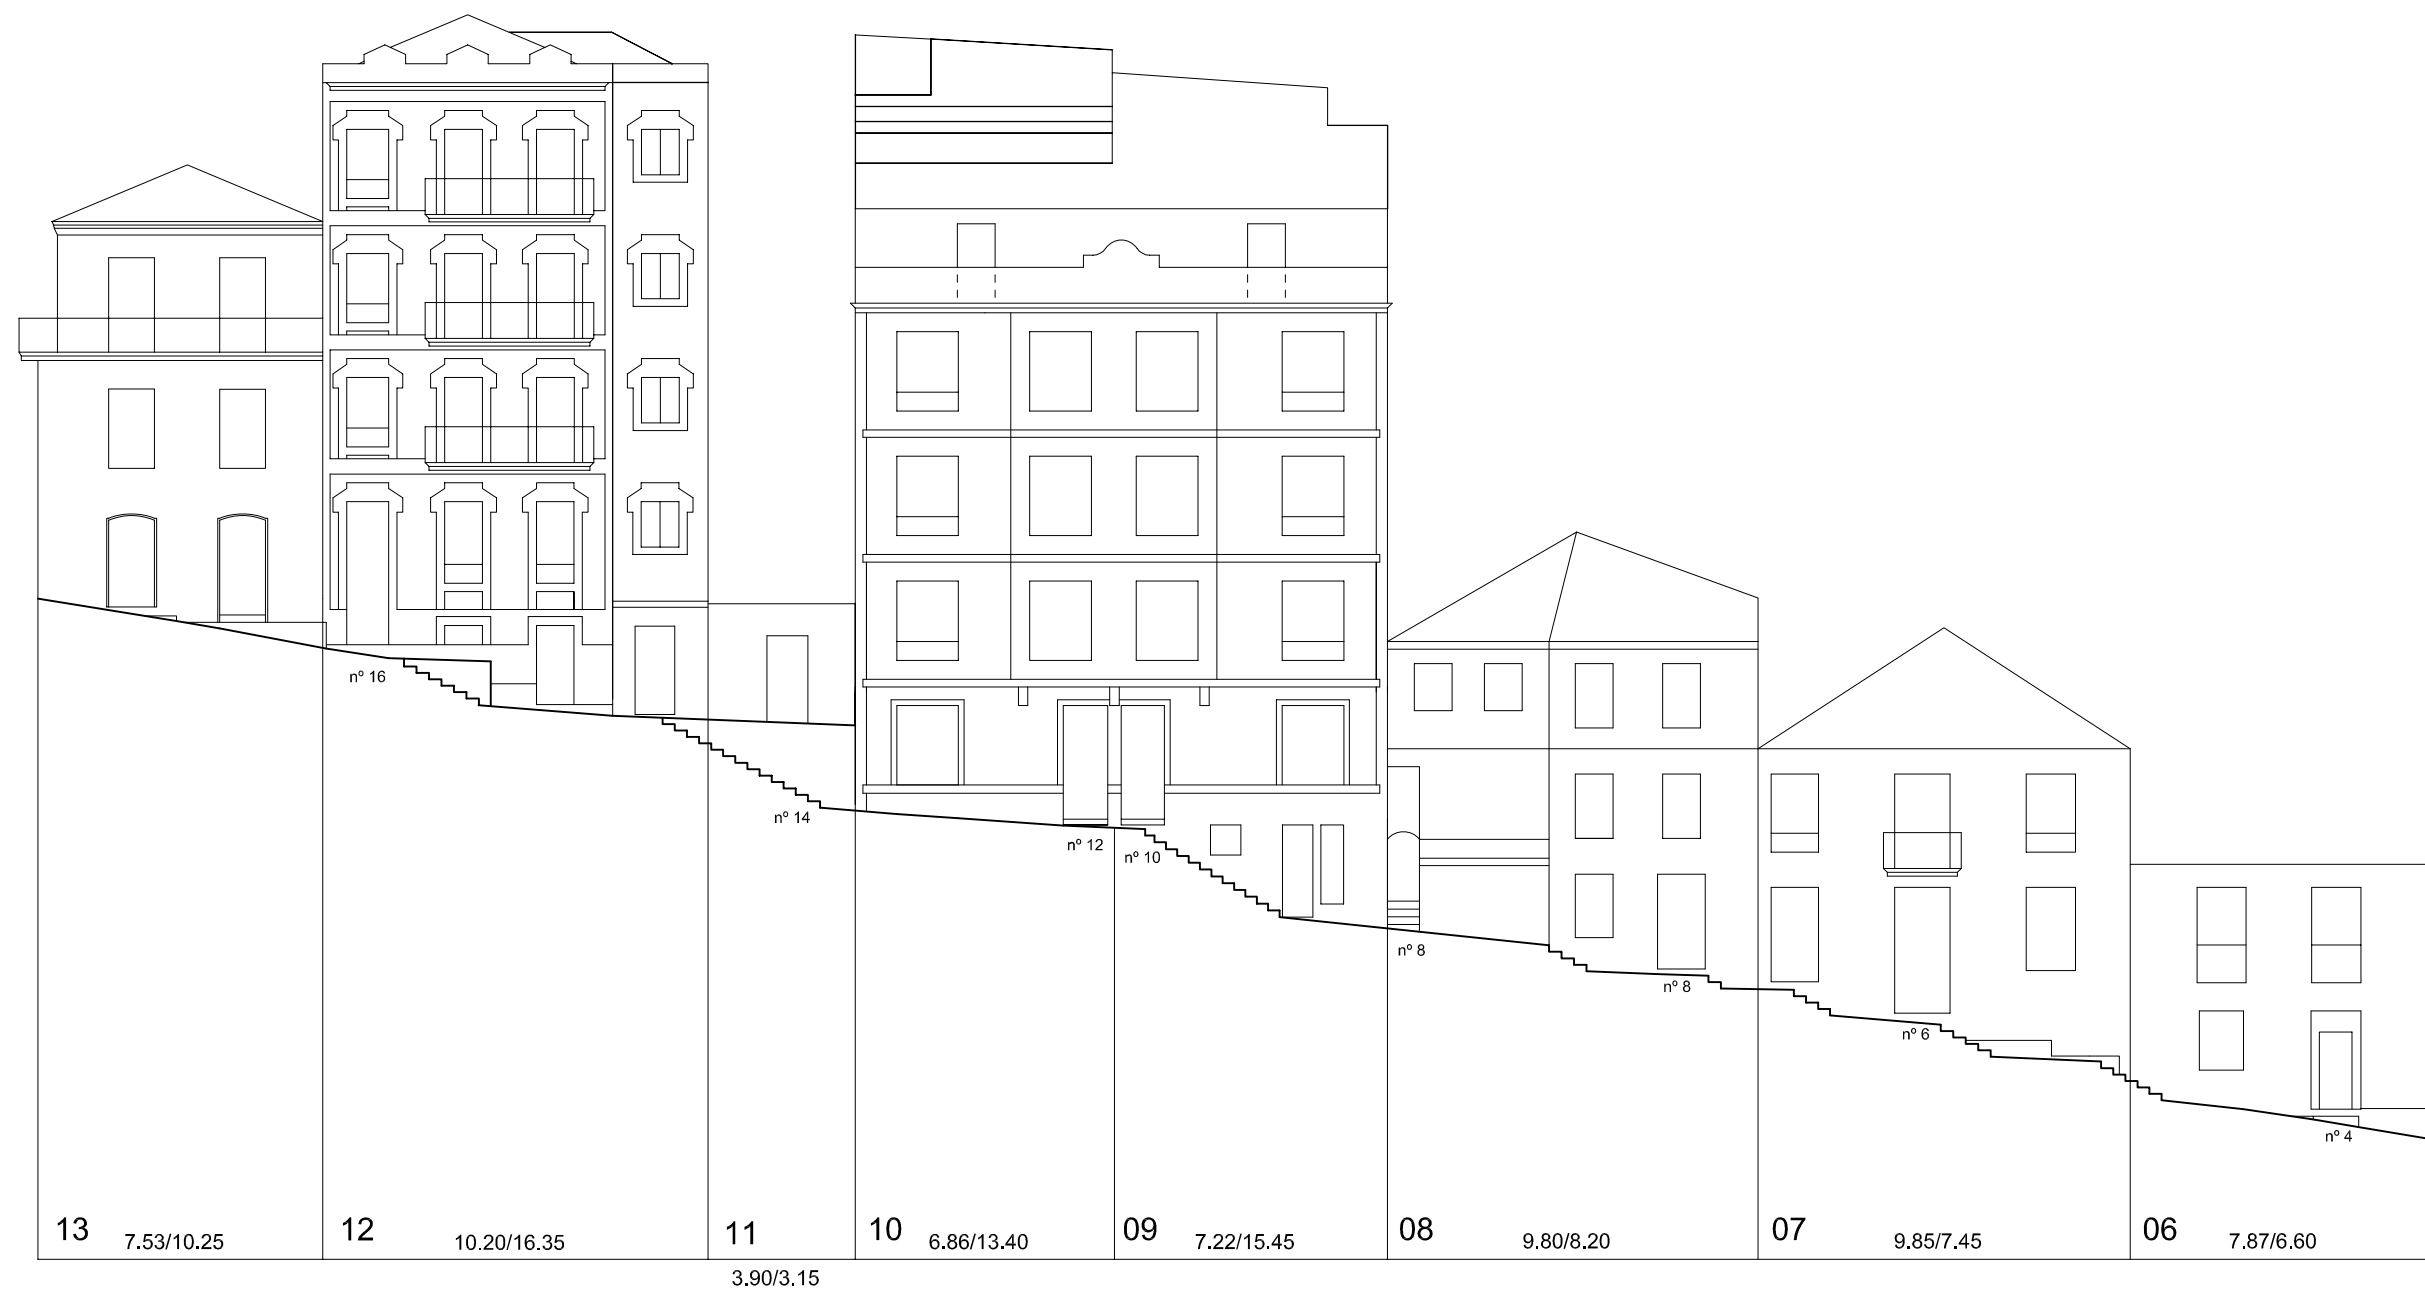 nº 16
nº 14
nº 12
nº 10
nº 8
nº 8
nº 6
nº 4
13 7.53/10.25
12 10.20/16.35
11
3.90/3.15
10 6.86/13.40
09 7.22/15.45
08 9.80/8.20
07 9.85/7.45
06 7.87/6.60